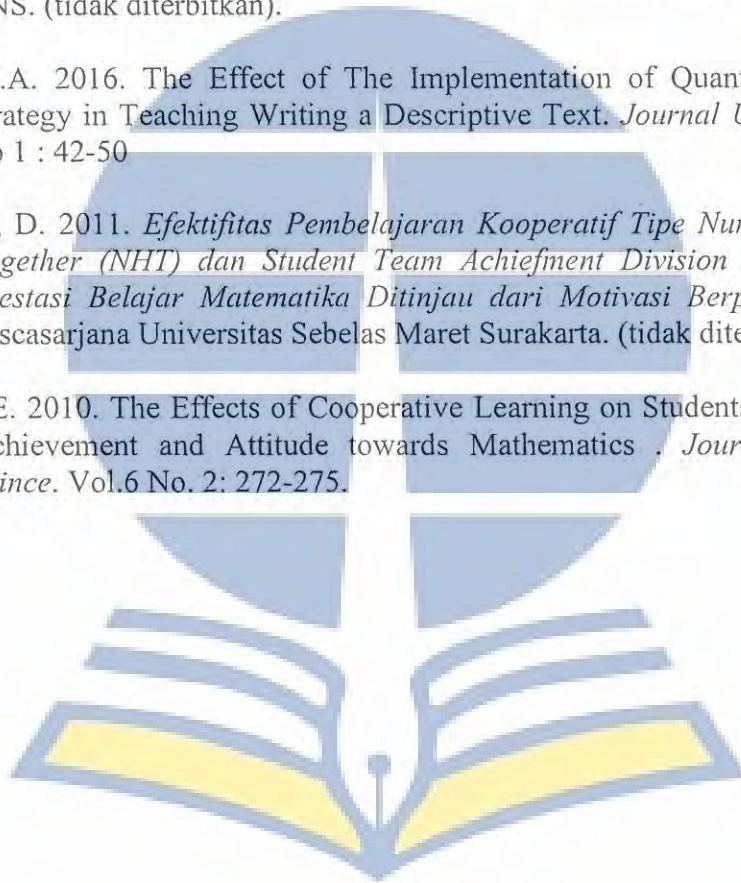 NS. (tidak diterbitkan).
.A. 2016. The Effect of The Implementation of Quant
rategy in Teaching Writing a Descriptive Text. Journal U
o 1 : 42-50
, D. 2011. Efektifitas Pembelajaran Kooperatif Tipe Nun
gether (NHT) dan Student Team Achiefment Division
estasi Belajar Matematika Ditinjau dari Motivasi Berp
scasarjana Universitas Sebelas Maret Surakarta. (tidak dite
E. 2010. The Effects of Cooperative Learning on Students
chievement and Attitude towards Mathematics . Jour
ince. Vol.6 No. 2: 272-275.